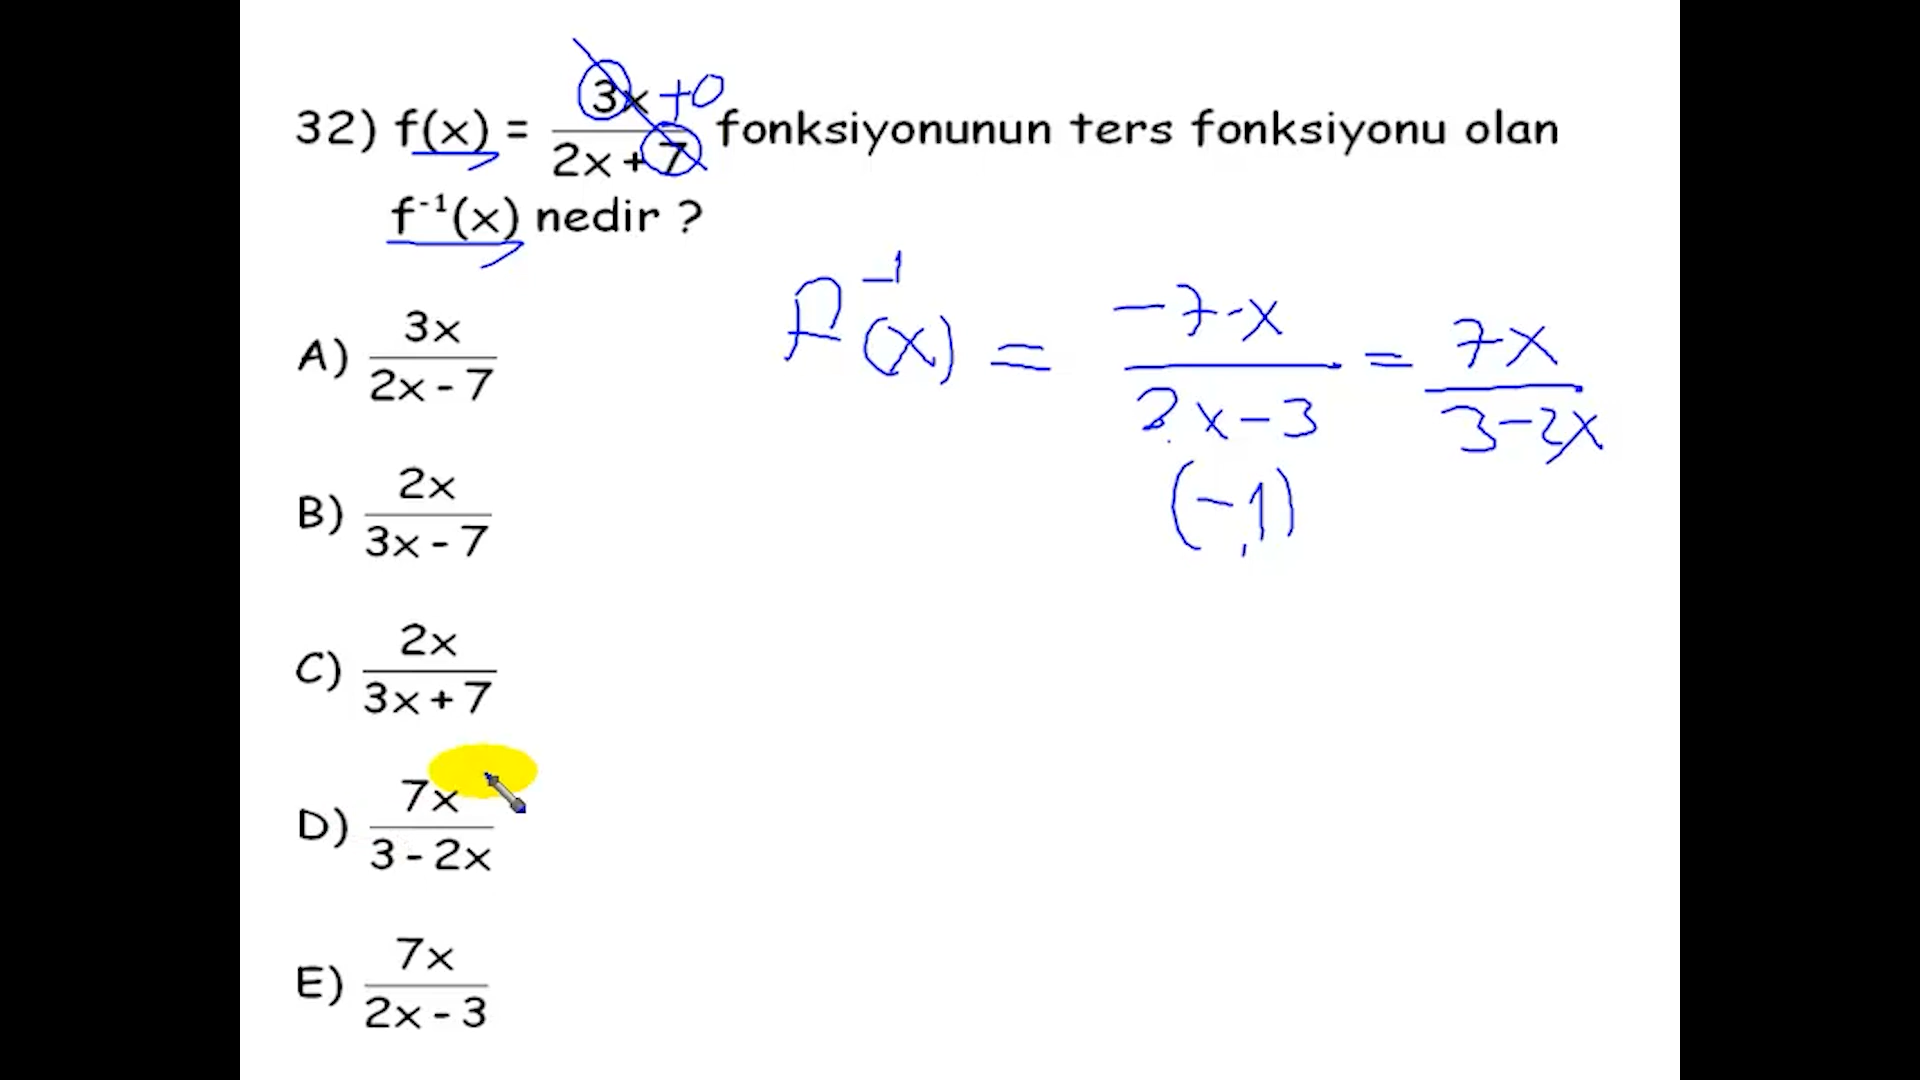 32) f(x) = 3x+0 / 2x + 7 fonksiyonunun ters fonksiyonu olan
f⁻¹(x) nedir ?
f⁻¹(x) = -7·x / 2x-3 = 7x / 3-2x
(-1)
A) 3x / 2x - 7
B) 2x / 3x - 7
C) 2x / 3x + 7
D) 7x / 3 - 2x
E) 7x / 2x - 3